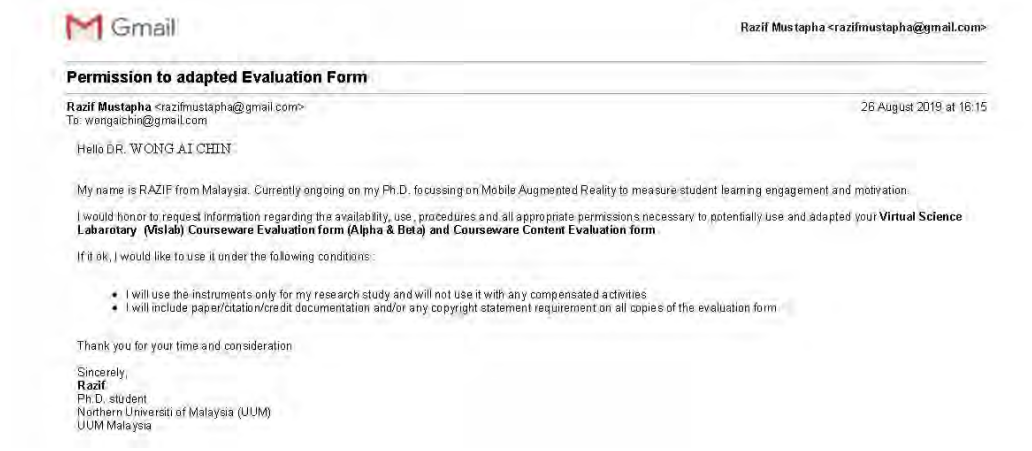 Gmail
Razif Mustapha <razifmustapha@gmail.com>
Permission to adapted Evaluation Form
Razif Mustapha <razifmustapha@gmail.com>
26 August 2019 at 16:15
To: wongaichin@gmail.com
Hello DR. WONG AI CHIN
My name is RAZIF from Malaysia. Currently ongoing on my Ph.D. focussing on Mobile Augmented Reality to measure student learning engagement and motivation.
I would honor to request information regarding the availability, use, procedures and all appropriate permissions necessary to potentially use and adapted your Virtual Science
Labarotary (Vislab) Courseware Evaluation form (Alpha & Beta) and Courseware Content Evaluation form.
If it ok, I would like to use it under the following conditions :
• I will use the instruments only for my research study and will not use it with any compensated activities
• I will include paper/citation/credit documentation and/or any copyright statement requirement on all copies of the evaluation form
Thank you for your time and consideration
Sincerely,
Razif
Ph.D. student
Northern Universiti of Malaysia (UUM)
UUM Malaysia